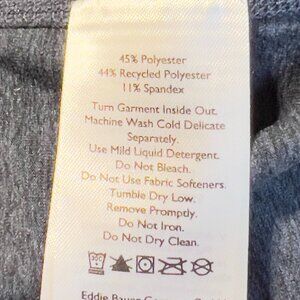 45% Polyester
44% Recycled Polyester
11% Spandex
Turn Garment Inside Out.
Machine Wash Cold Delicate
Separately.
Use Mild Liquid Detergent.
Do Not Bleach.
Do Not Use Fabric Softeners.
Tumble Dry Low.
Remove Promptly.
Do Not Iron.
Do Not Dry Clean.
Eddie Bauer